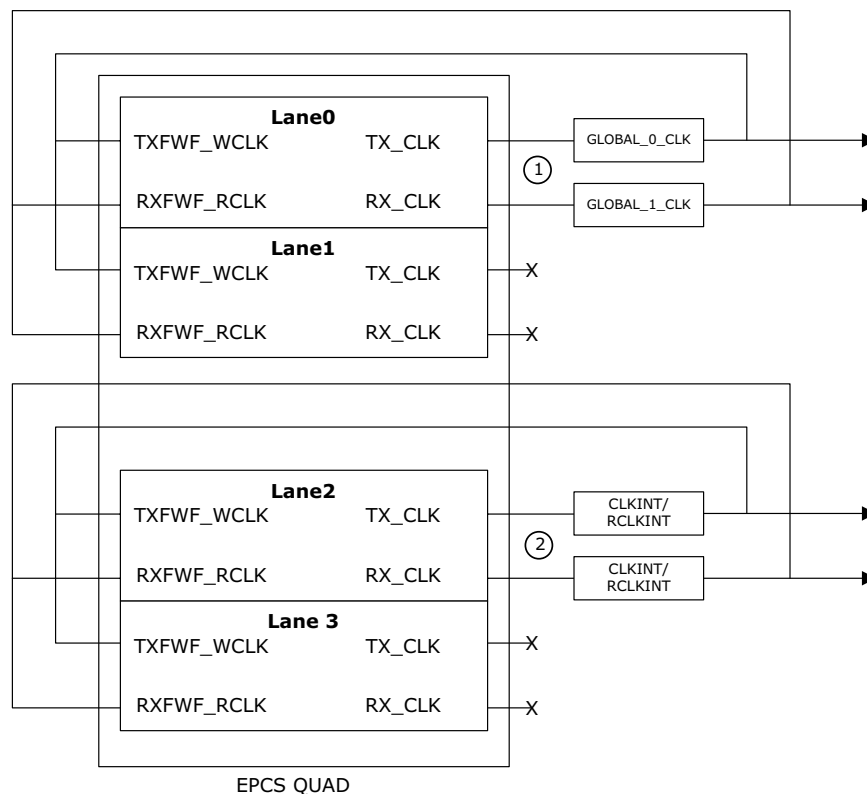 Lane0
TXFWF_WCLK TX_CLK GLOBAL_0_CLK
1
RXFWF_RCLK RX_CLK GLOBAL_1_CLK
Lane1
TXFWF_WCLK TX_CLK X
RXFWF_RCLK RX_CLK X
Lane2
TXFWF_WCLK TX_CLK CLKINT/
RCLKINT
2
RXFWF_RCLK RX_CLK CLKINT/
RCLKINT
Lane 3
TXFWF_WCLK TX_CLK X
RXFWF_RCLK RX_CLK X
EPCS QUAD